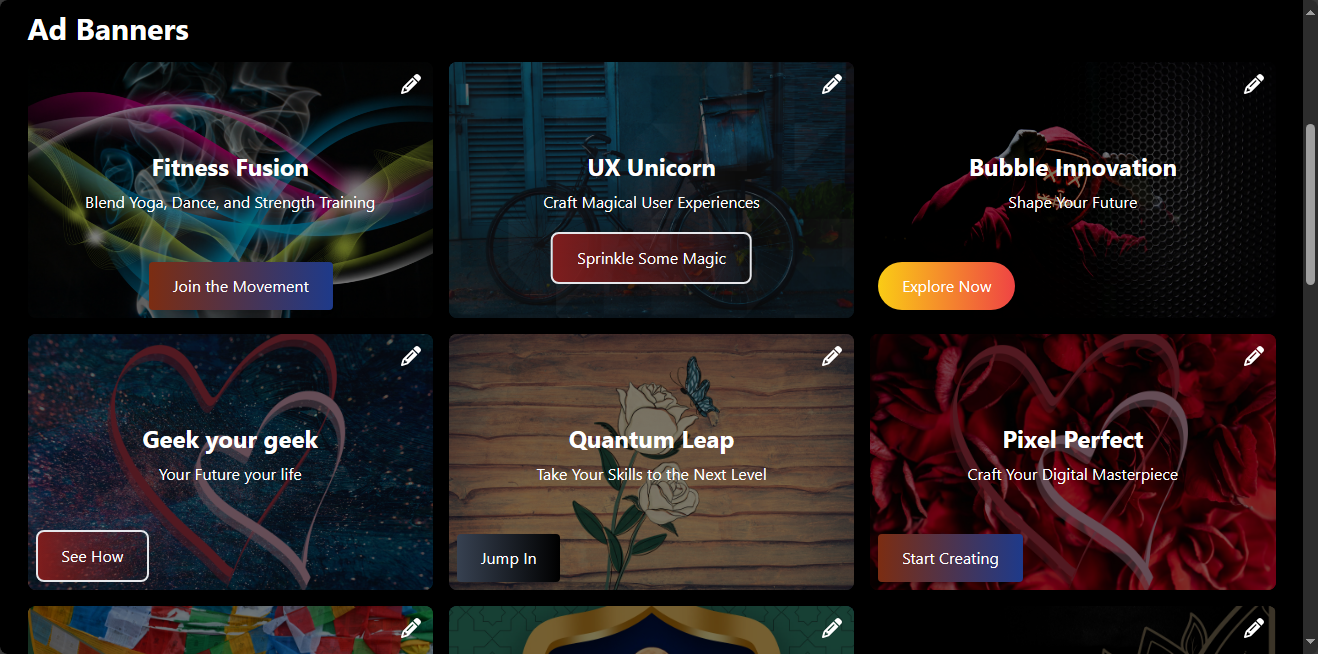 Ad Banners
Fitness Fusion
Blend Yoga, Dance, and Strength Training
Join the Movement
UX Unicorn
Craft Magical User Experiences
Sprinkle Some Magic
Bubble Innovation
Shape Your Future
Explore Now
Geek your geek
Your Future your life
See How
Quantum Leap
Take Your Skills to the Next Level
Jump In
Pixel Perfect
Craft Your Digital Masterpiece
Start Creating